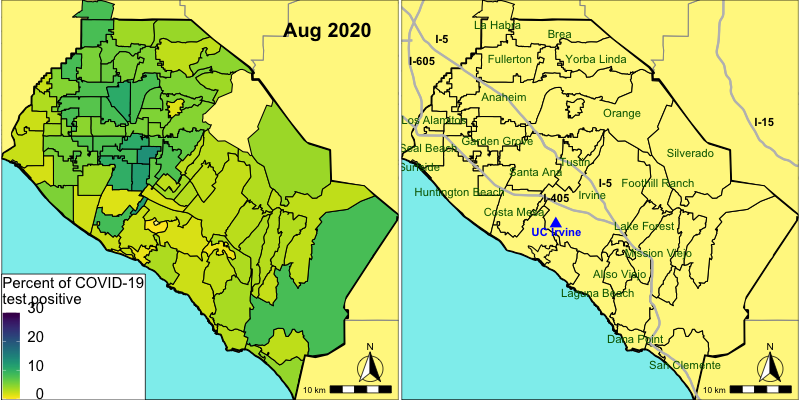 Aug 2020
Percent of COVID-19
test positive
30
20
10
0
N
10 km
La Habra
Brea
I-5
Fullerton
Yorba Linda
I-605
Anaheim
Orange
Los Alamitos
I-15
Garden Grove
Seal Beach
Silverado
Tustin
Sunside
Santa Ana
I-5
Foothill Ranch
Huntington Beach
I-405
Irvine
Costa Mesa
UC Irvine
Lake Forest
Mission Viejo
Aliso Viejo
Laguna Beach
Dana Point
San Clemente
N
10 km